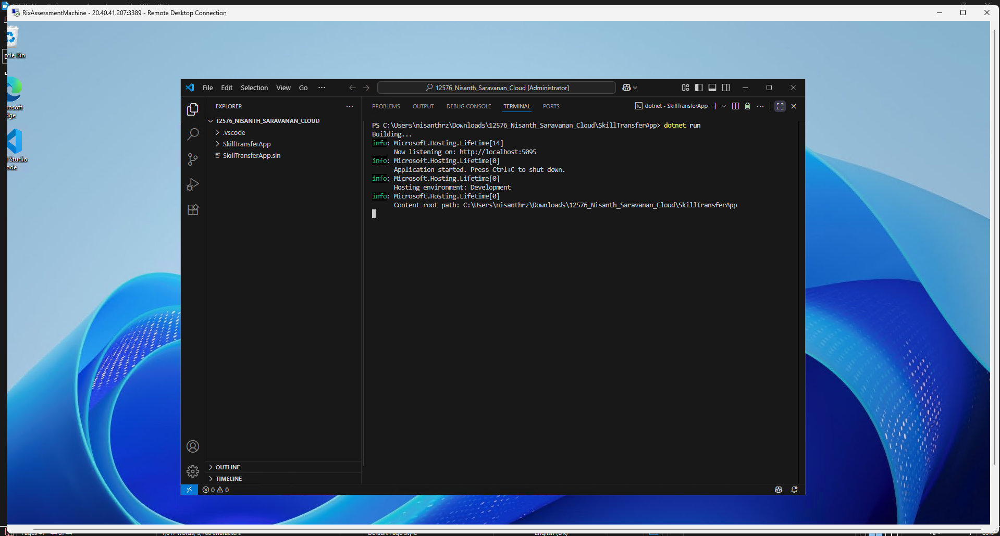 RixAssessmentMachine - 20.40.41.207:3389 - Remote Desktop Connection
cle Bin
rosoft
dge
Studio
ode
File Edit Selection View Go ···
12576_Nisanth_Saravanan_Cloud [Administrator]
EXPLORER
12576_NISANTH_SARAVANAN_CLOUD
.vscode
SkillTransferApp
SkillTransferApp.sln
OUTLINE
TIMELINE
PROBLEMS OUTPUT DEBUG CONSOLE TERMINAL PORTS
dotnet - SkillTransferApp
PS C:\Users\nisanthrz\Downloads\12576_Nisanth_Saravanan_Cloud\SkillTransferApp> dotnet run
Building...
info: Microsoft.Hosting.Lifetime[14]
Now listening on: http://localhost:5095
info: Microsoft.Hosting.Lifetime[0]
Application started. Press Ctrl+C to shut down.
info: Microsoft.Hosting.Lifetime[0]
Hosting environment: Development
info: Microsoft.Hosting.Lifetime[0]
Content root path: C:\Users\nisanthrz\Downloads\12576_Nisanth_Saravanan_Cloud\SkillTransferApp
0 0